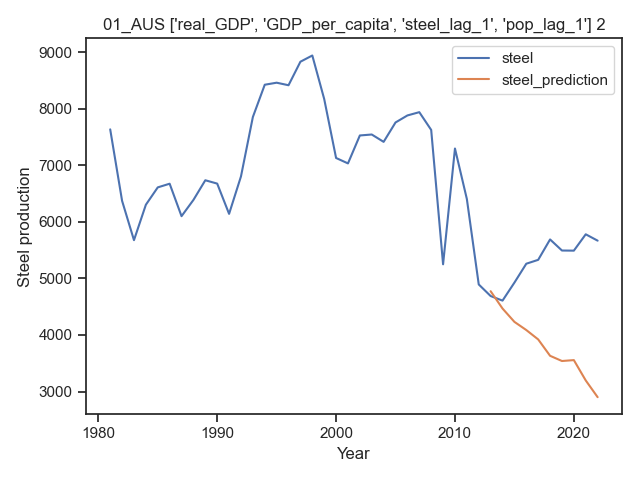 01_AUS ['real_GDP', 'GDP_per_capita', 'steel_lag_1', 'pop_lag_1'] 2
steel
steel_prediction
9000
8000
7000
6000
5000
4000
3000
Steel production
1980
1990
2000
2010
2020
Year